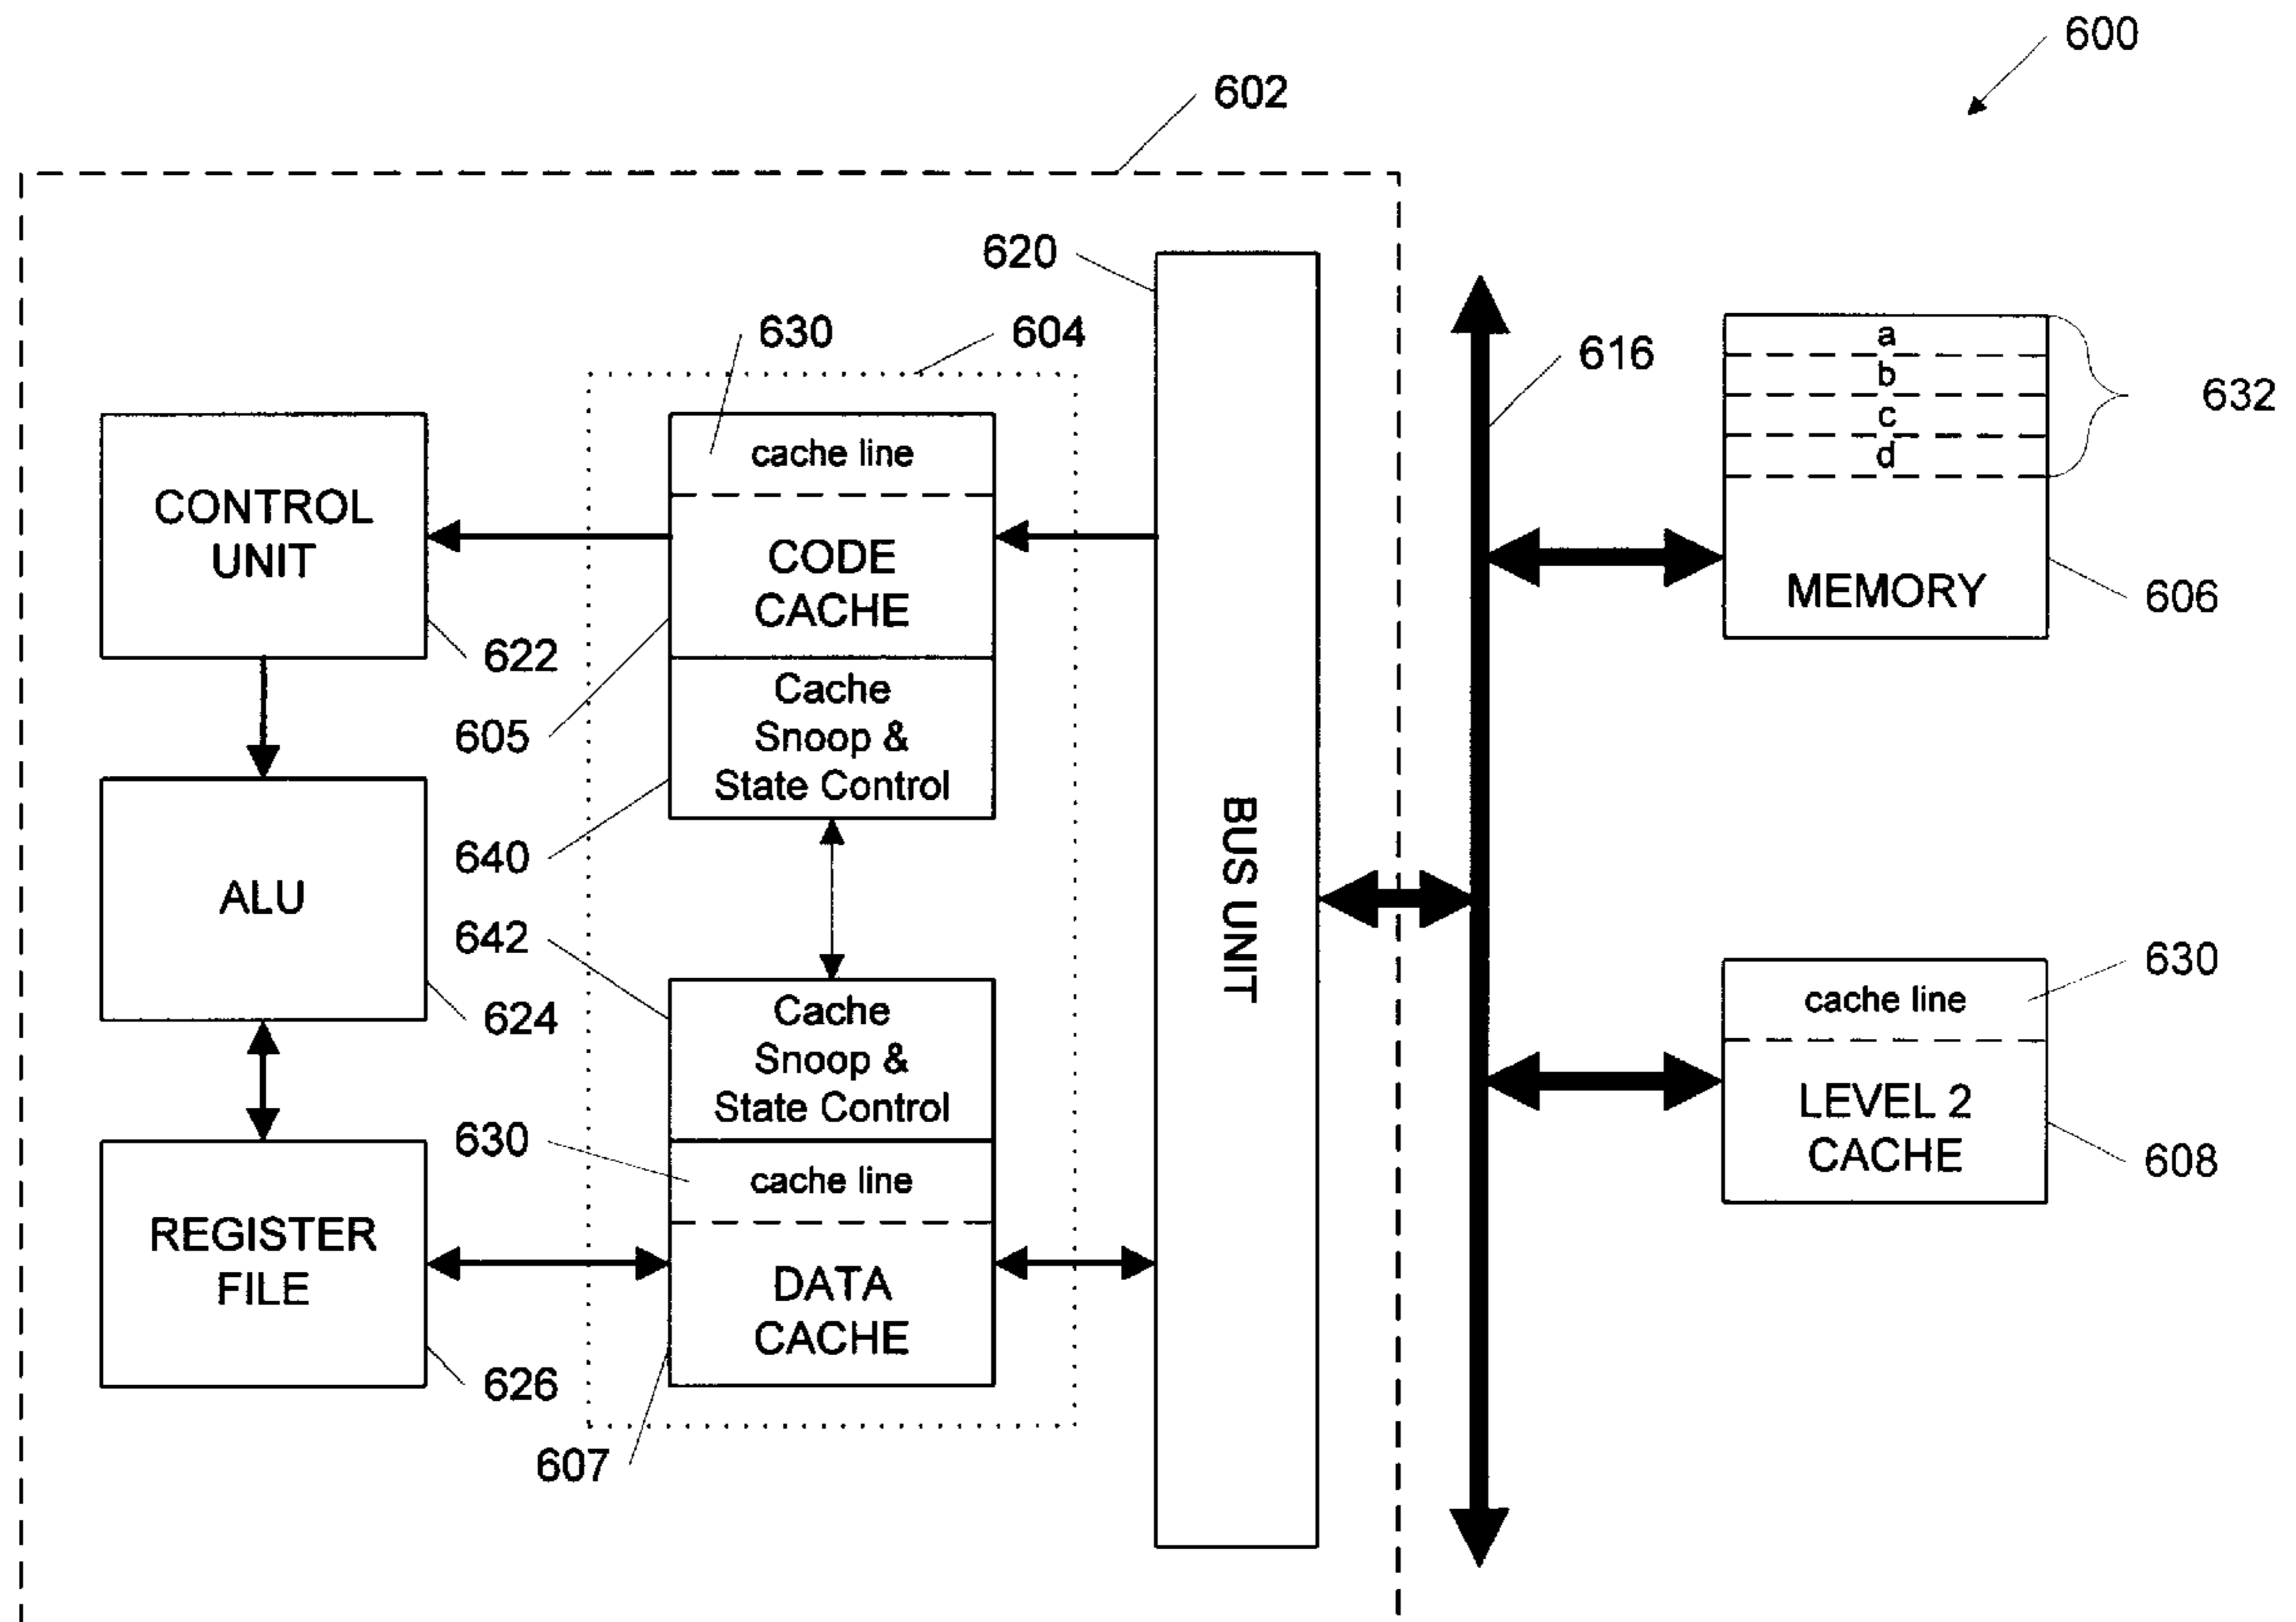 600
602
620
630
604
616
a
b
c
d
632
cache line
CONTROL
UNIT
CODE
CACHE
MEMORY
606
622
605
Cache
Snoop &
State Control
640
ALU
BUS UNIT
642
630
cache line
624
Cache
Snoop &
State Control
LEVEL 2
CACHE
608
630
cache line
REGISTER
FILE
DATA
CACHE
626
607